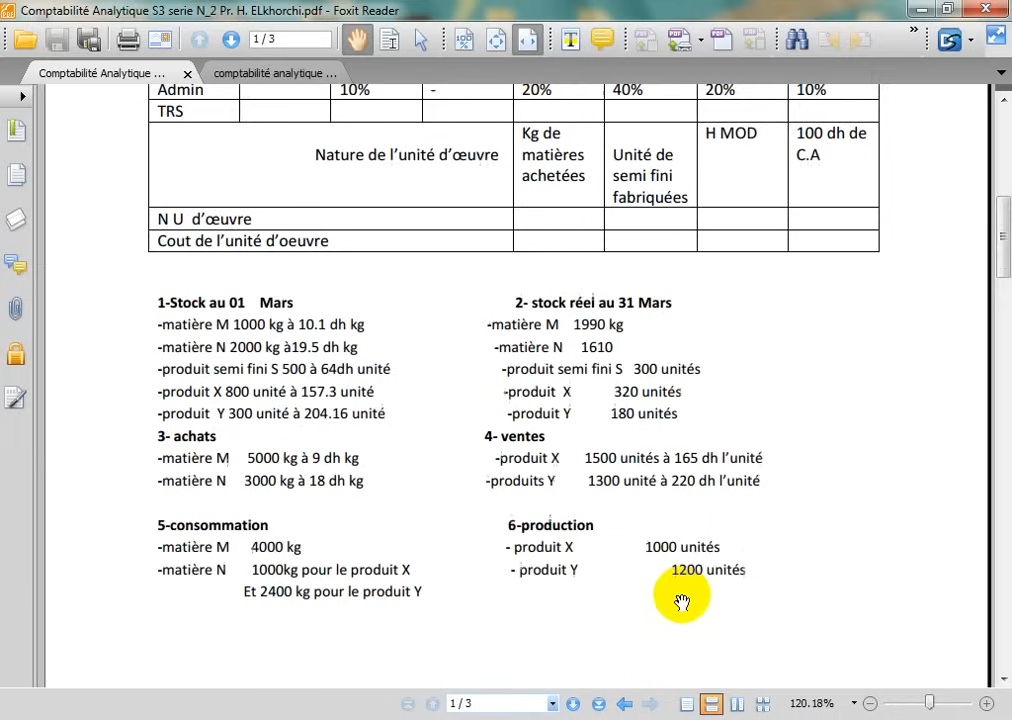 Comptabilité Analytique S3 serie N_2 Pr. H. ELkhorchi.pdf - Foxit Reader
1/3
Comptabilité Analytique ...
comptabilité analytique ...
Admin 10% - 20% 40% 20% 10%
TRS
Nature de l'unité d'œuvre
Kg de matières achetées
Unité de semi fini fabriquées
H MOD
100 dh de C.A
N U d'œuvre
Cout de l'unité d'oeuvre
1-Stock au 01 Mars
-matière M 1000 kg à 10.1 dh kg
-matière N 2000 kg à19.5 dh kg
-produit semi fini S 500 à 64dh unité
-produit X 800 unité à 157.3 unité
-produit Y 300 unité à 204.16 unité
2- stock réel au 31 Mars
-matière M 1990 kg
-matière N 1610
-produit semi fini S 300 unités
-produit X 320 unités
-produit Y 180 unités
3- achats
-matière M 5000 kg à 9 dh kg
-matière N 3000 kg à 18 dh kg
4- ventes
-produit X 1500 unités à 165 dh l'unité
-produits Y 1300 unité à 220 dh l'unité
5-consommation
-matière M 4000 kg
-matière N 1000kg pour le produit X
Et 2400 kg pour le produit Y
6-production
- produit X 1000 unités
- produit Y 1200 unités
1/3
120.18%